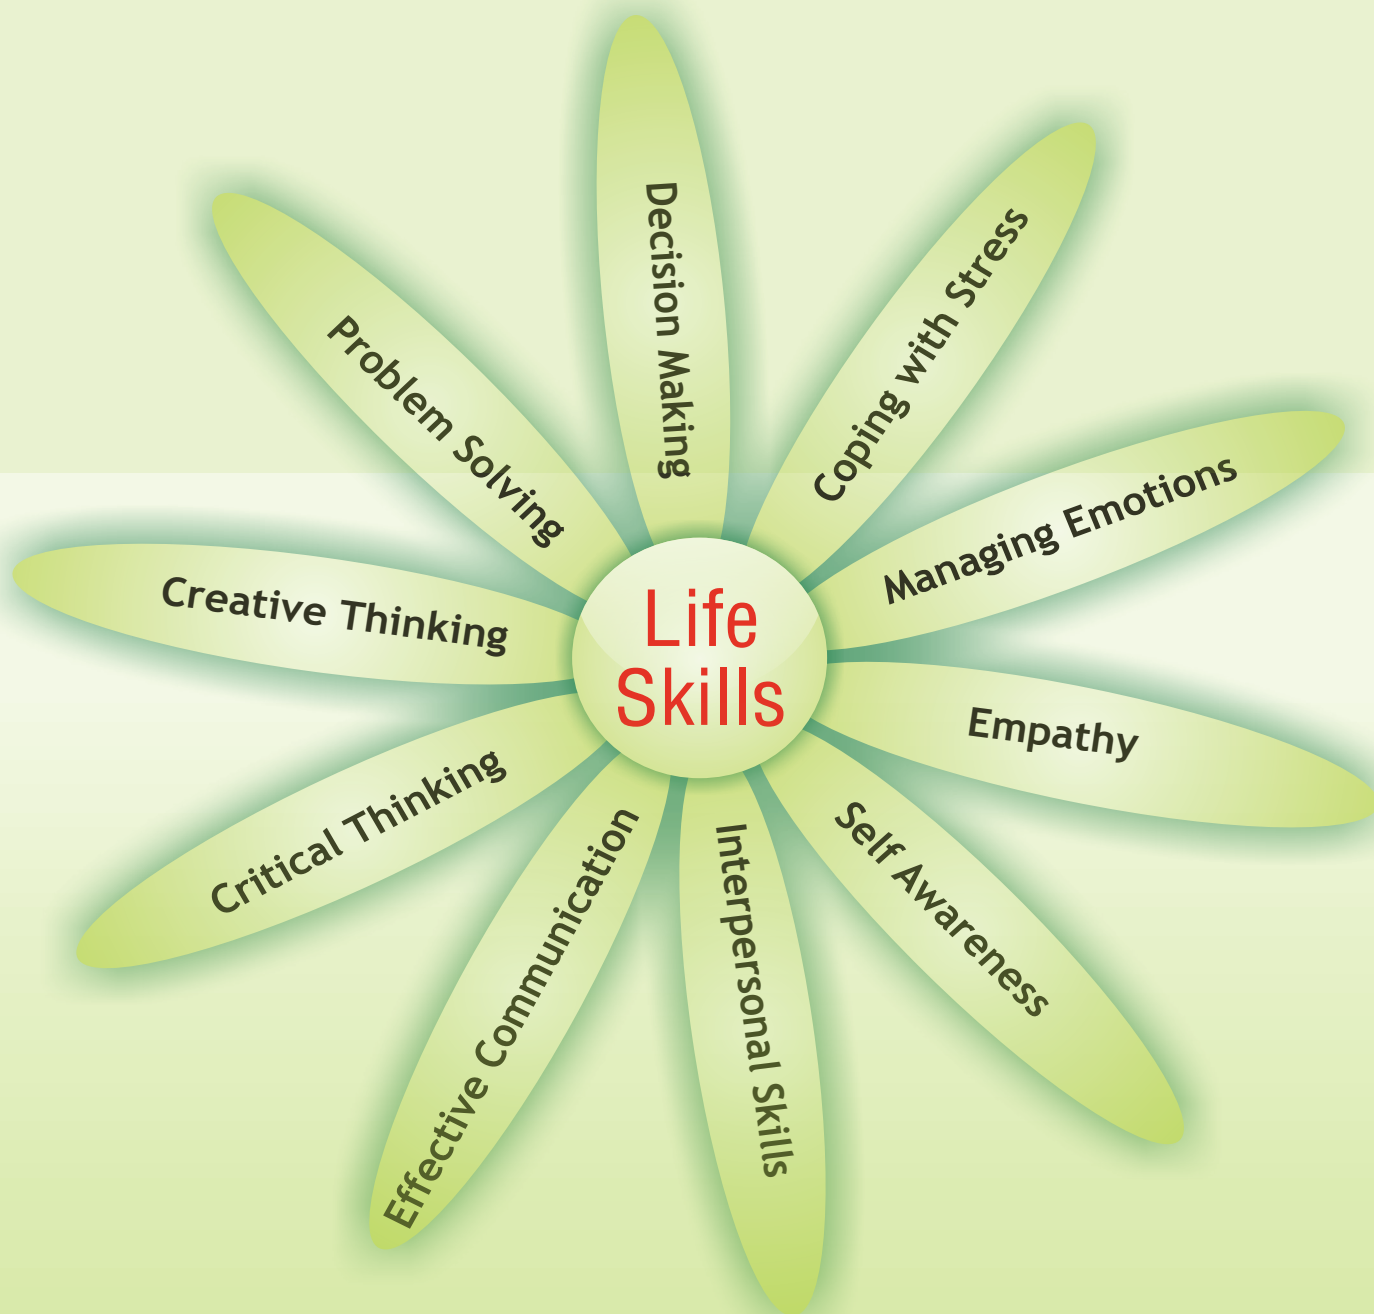 Decision Making
Coping with Stress
Managing Emotions
Empathy
Self Awareness
Interpersonal Skills
Effective Communication
Critical Thinking
Creative Thinking
Problem Solving
Life
Skills